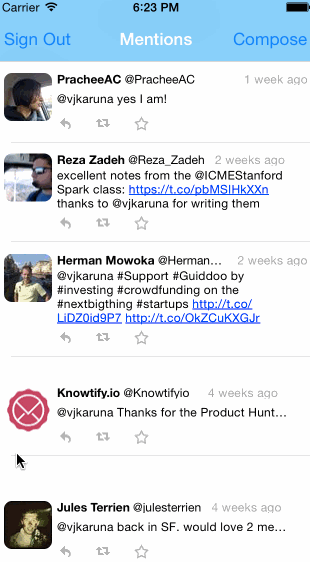 Carrier 6:23 PM
Sign Out Mentions Compose
PracheeAC @PracheeAC 1 week ago
@vjkaruna yes I am!
Reza Zadeh @Reza_Zadeh 2 weeks ago
excellent notes from the @ICMEStanford
Spark class: https://t.co/pbMSIHkXXn
thanks to @vjkaruna for writing them
Herman Mowoka @Herman... 2 weeks ago
@vjkaruna #Support #Guiddoo by
#investing #crowdfunding on the
#nextbigthing #startups http://t.co/
LiDZ0id9P7 http://t.co/OkZCuKXGJr
Knowtify.io @Knowtifyio 4 weeks ago
@vjkaruna Thanks for the Product Hunt...
Jules Terrien @julesterrien 4 weeks ago
@vjkaruna back in SF. would love 2 me...